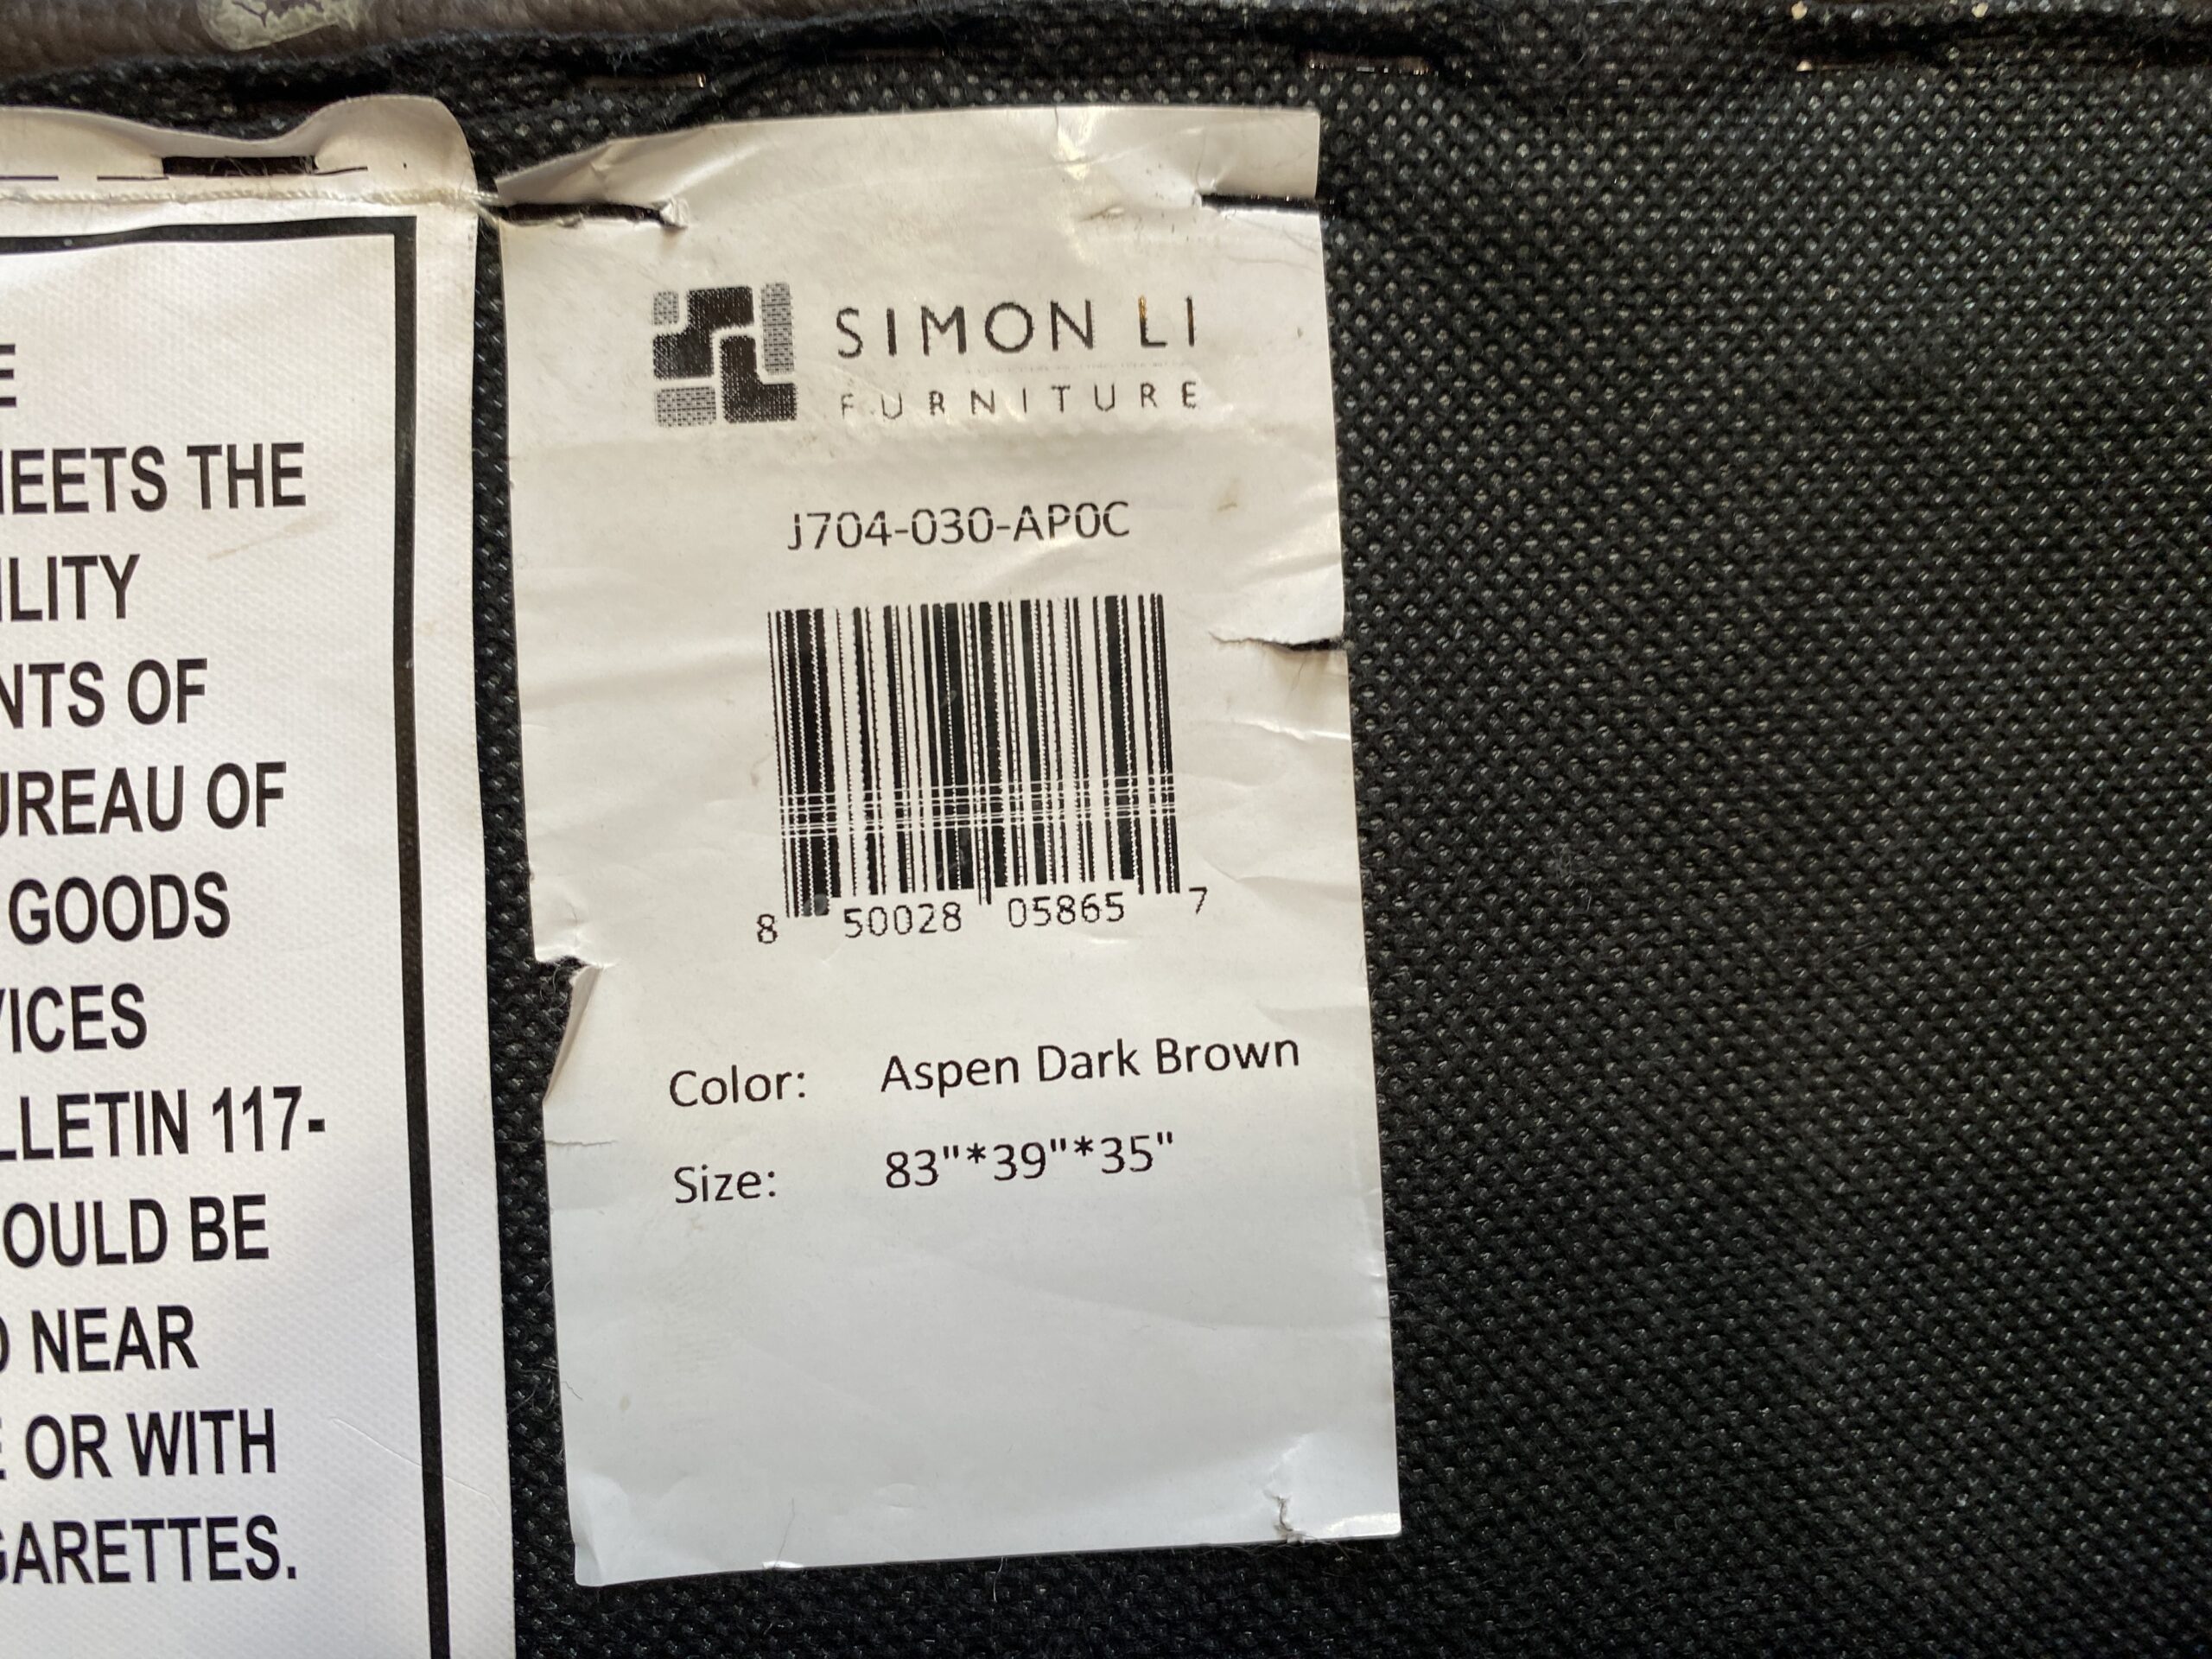 E
MEETS THE
ILITY
NTS OF
UREAU OF
GOODS
VICES
LLETIN 117-
OULD BE
D NEAR
E OR WITH
GARETTES.
SIMON LI
FURNITURE
J704-030-AP0C
8 50028 05865 7
Color: Aspen Dark Brown
Size: 83"*39"*35"